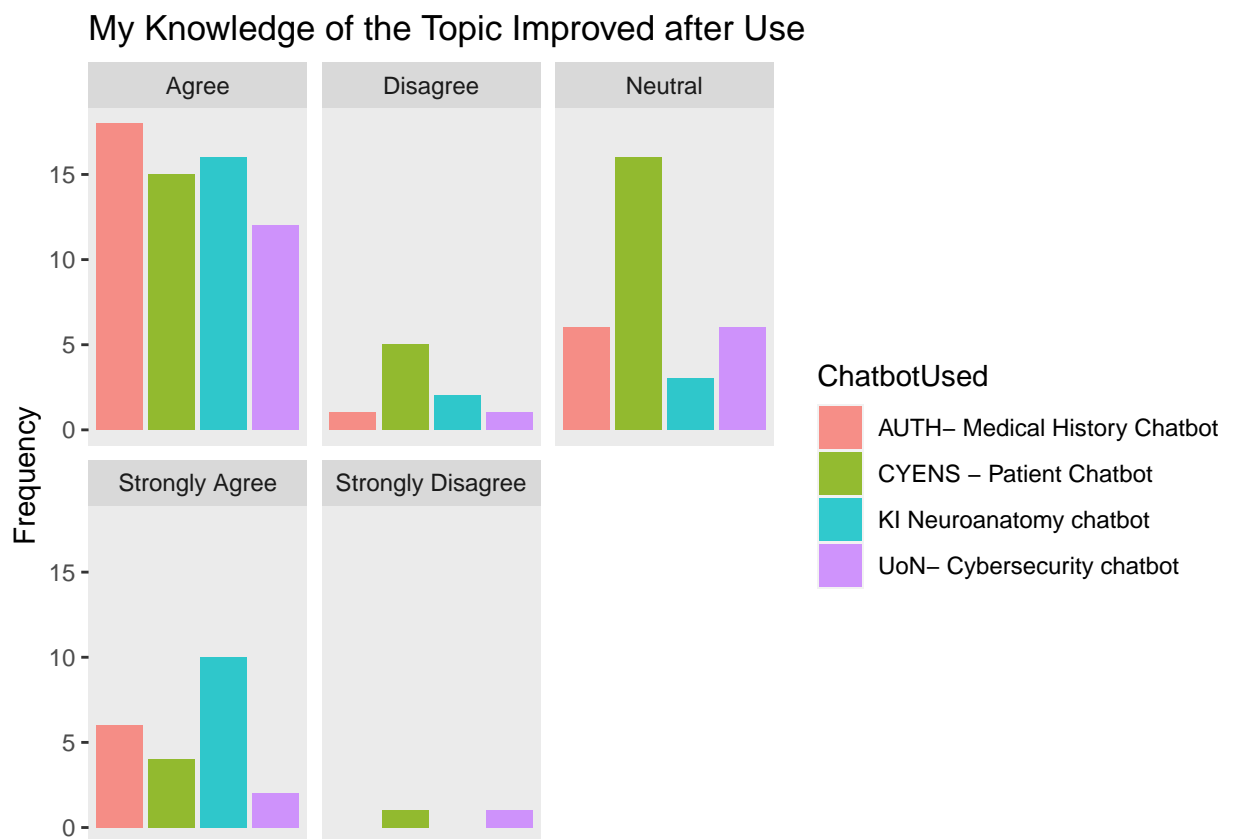 My Knowledge of the Topic Improved after Use
Agree
Disagree
Neutral
15
10
5
0
Frequency
Strongly Agree
Strongly Disagree
15
10
5
0
ChatbotUsed
AUTH− Medical History Chatbot
CYENS − Patient Chatbot
KI Neuroanatomy chatbot
UoN− Cybersecurity chatbot